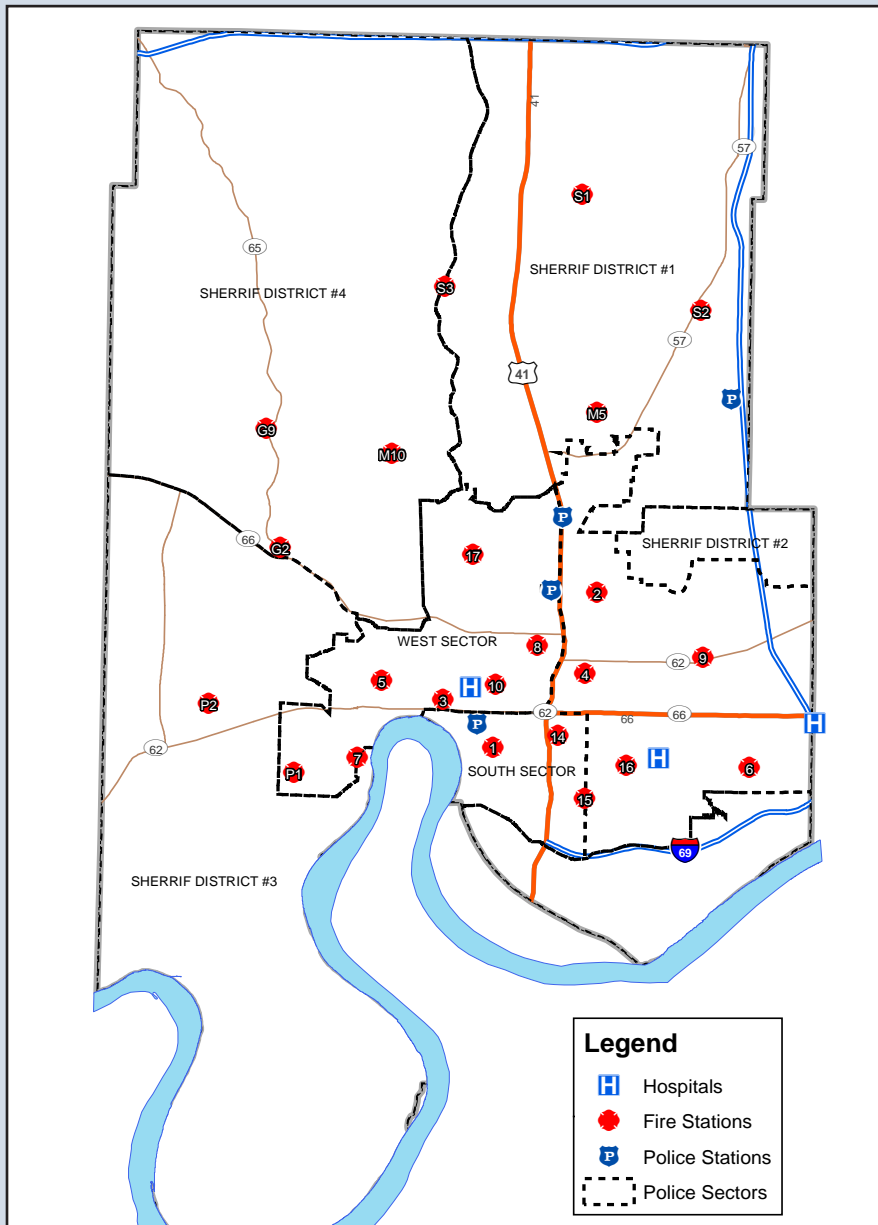 41
57
S1
65
SHERRIF DISTRICT #1
S3
SHERRIF DISTRICT #4
S2
57
41
P
M5
G9
M10
P
66
G2
SHERRIF DISTRICT #2
17
P
2
WEST SECTOR
8
9
62
4
5
H
10
3
P2
62
66
66
H
P
14
62
1
7
H
16
6
P1
SOUTH SECTOR
15
69
SHERRIF DISTRICT #3
Legend
H Hospitals
Fire Stations
P Police Stations
Police Sectors